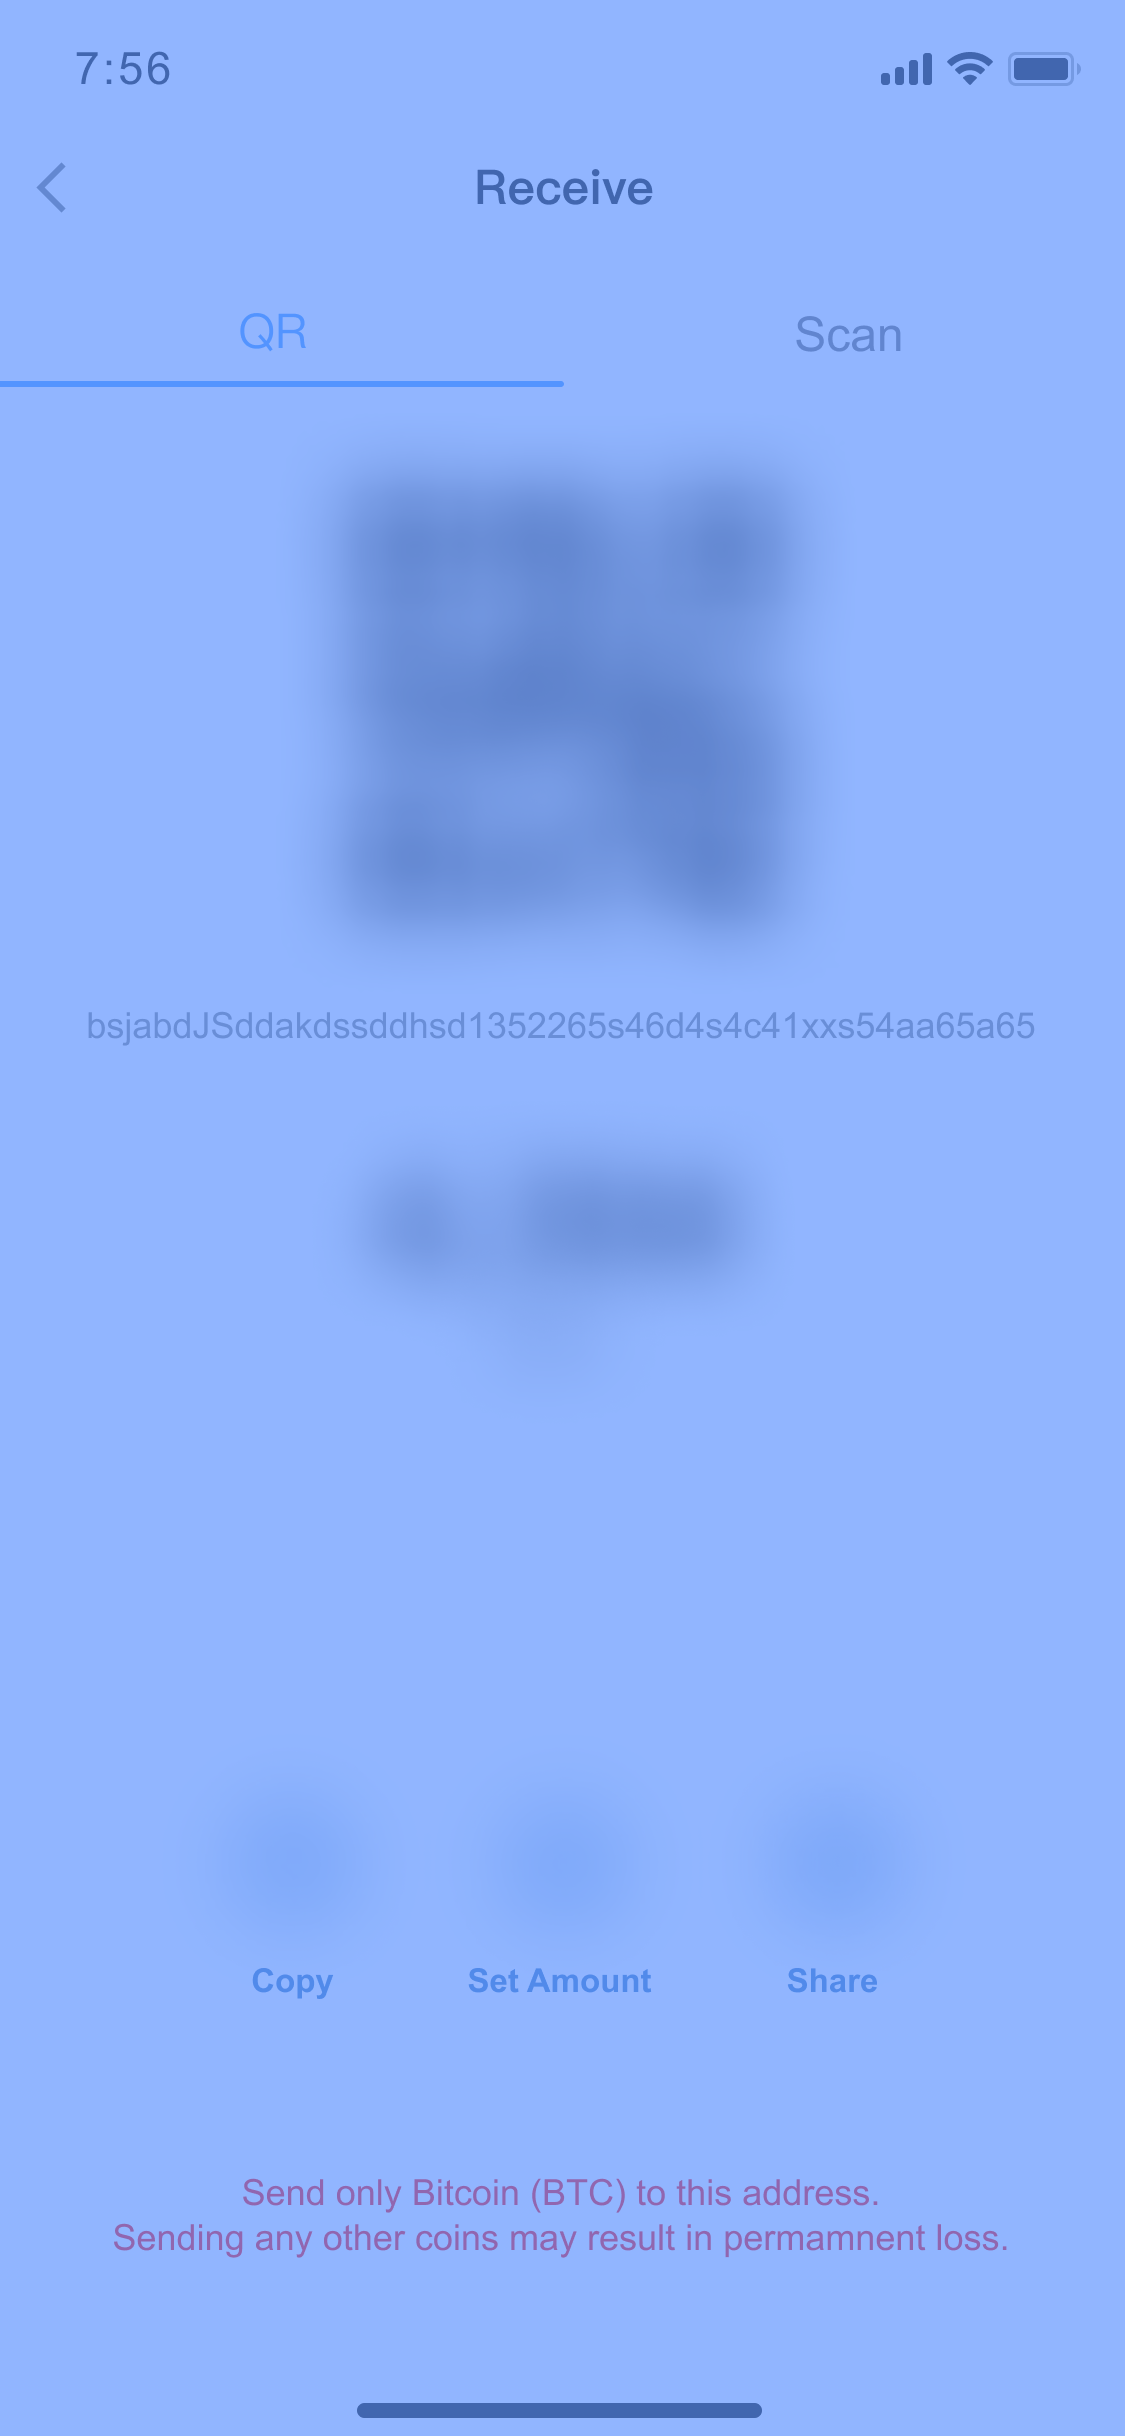 7:56
Receive
QR
Scan
bsjabdJSddakdssddhsd1352265s46d4s4c41xxs54aa65a65
Copy
Set Amount
Share
Send only Bitcoin (BTC) to this address.
Sending any other coins may result in permamnent loss.